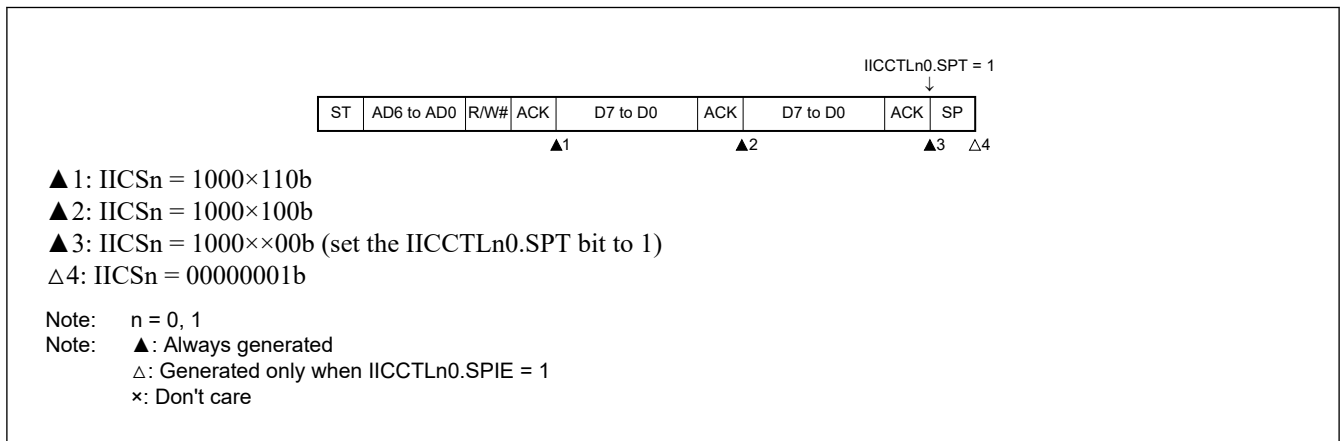 IICCTLn0.SPT = 1
↓
ST AD6 to AD0 R/W# ACK D7 to D0 ACK D7 to D0 ACK SP
▲1 ▲2 ▲3 △4
▲1: IICSn = 1000×110b
▲2: IICSn = 1000×100b
▲3: IICSn = 1000××00b (set the IICCTLn0.SPT bit to 1)
△4: IICSn = 00000001b
Note: n = 0, 1
Note: ▲: Always generated
△: Generated only when IICCTLn0.SPIE = 1
×: Don't care